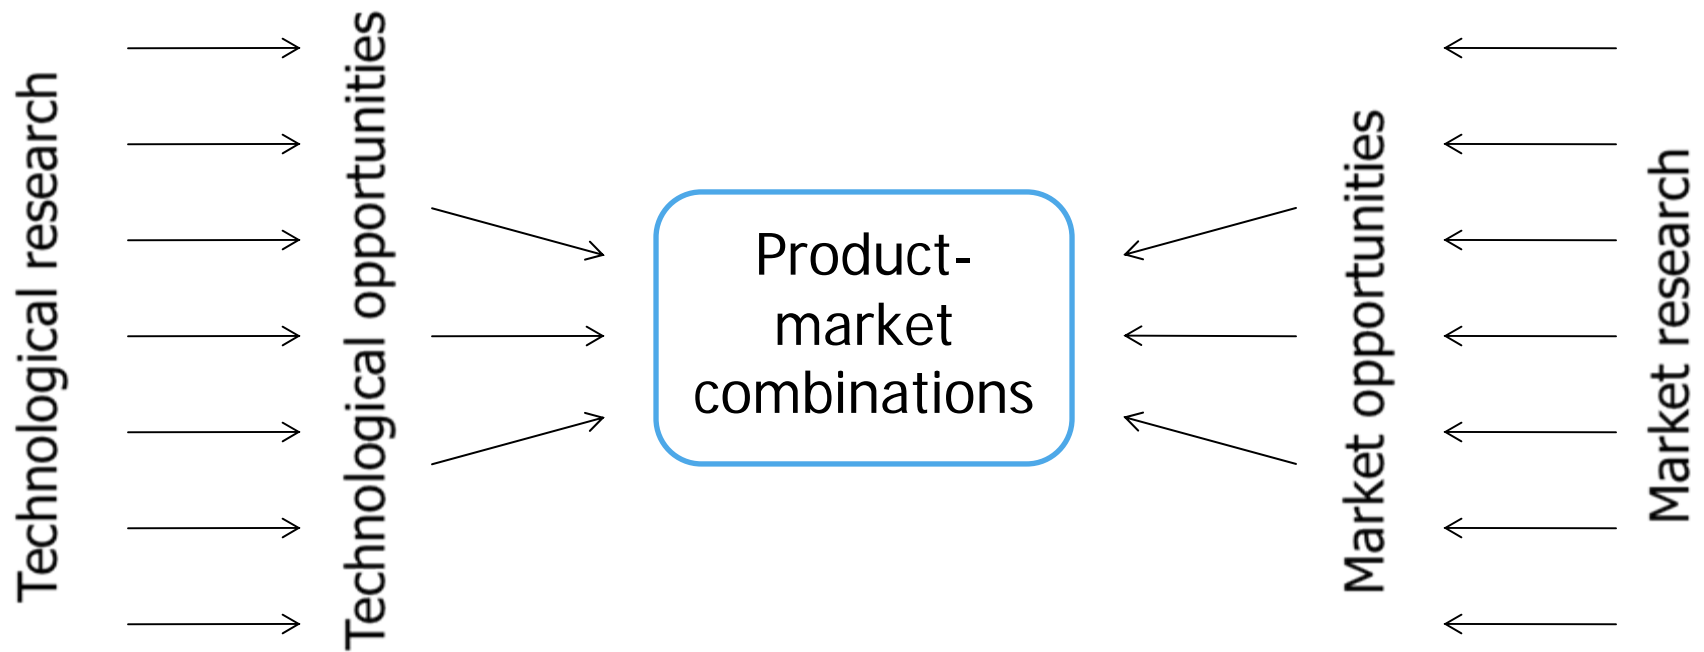 Technological research
Technological opportunities
Product-
market
combinations
Market opportunities
Market research